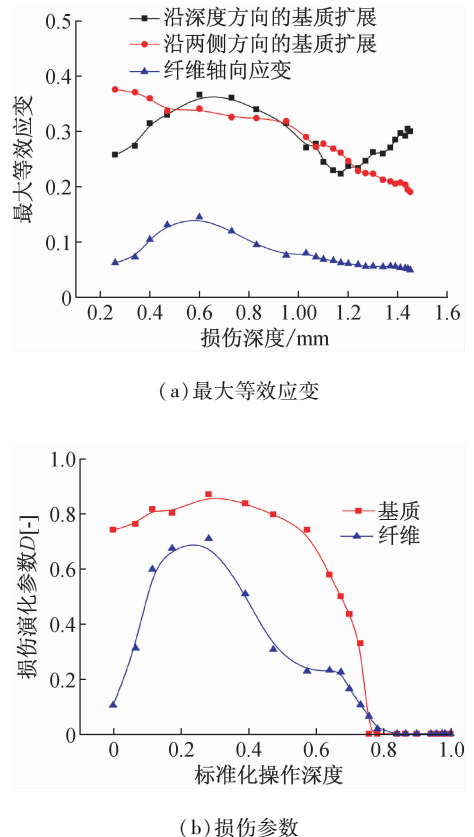 0.5
0.4
0.3
0.2
0.1
0
最大等效应变
沿深度方向的基质扩展
沿两侧方向的基质扩展
纤维轴向应变
0.2 0.4 0.6 0.8 1.00 1.2 1.4 1.6
损伤深度/mm
(a)最大等效应变
1.0
0.8
0.6
0.4
0.2
0
损伤演化参数D[-]
基质
纤维
0 0.2 0.4 0.6 0.8 1.0
标准化操作深度
(b)损伤参数